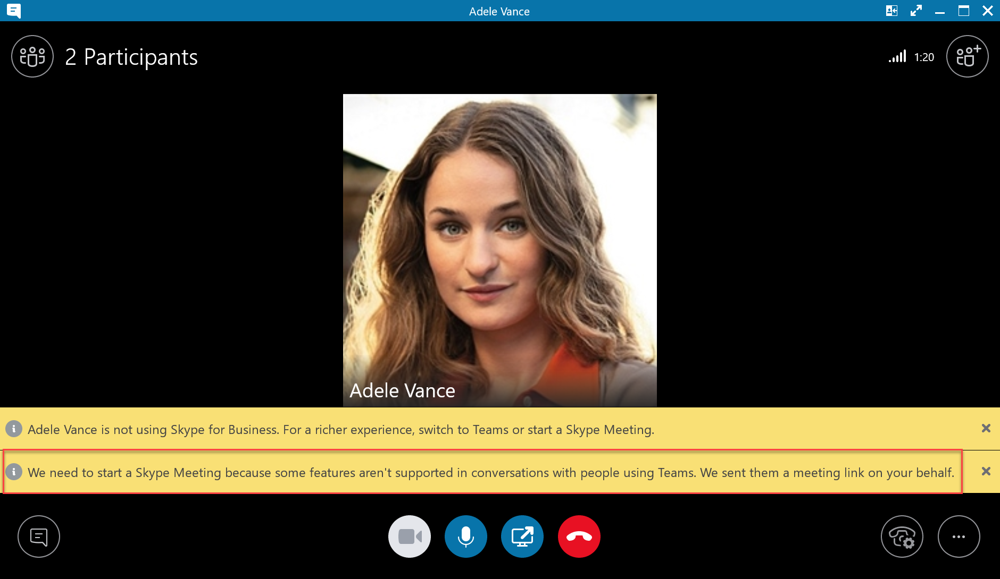 Adele Vance
2 Participants
1:20
Adele Vance
Adele Vance is not using Skype for Business. For a richer experience, switch to Teams or start a Skype Meeting.
We need to start a Skype Meeting because some features aren't supported in conversations with people using Teams. We sent them a meeting link on your behalf.